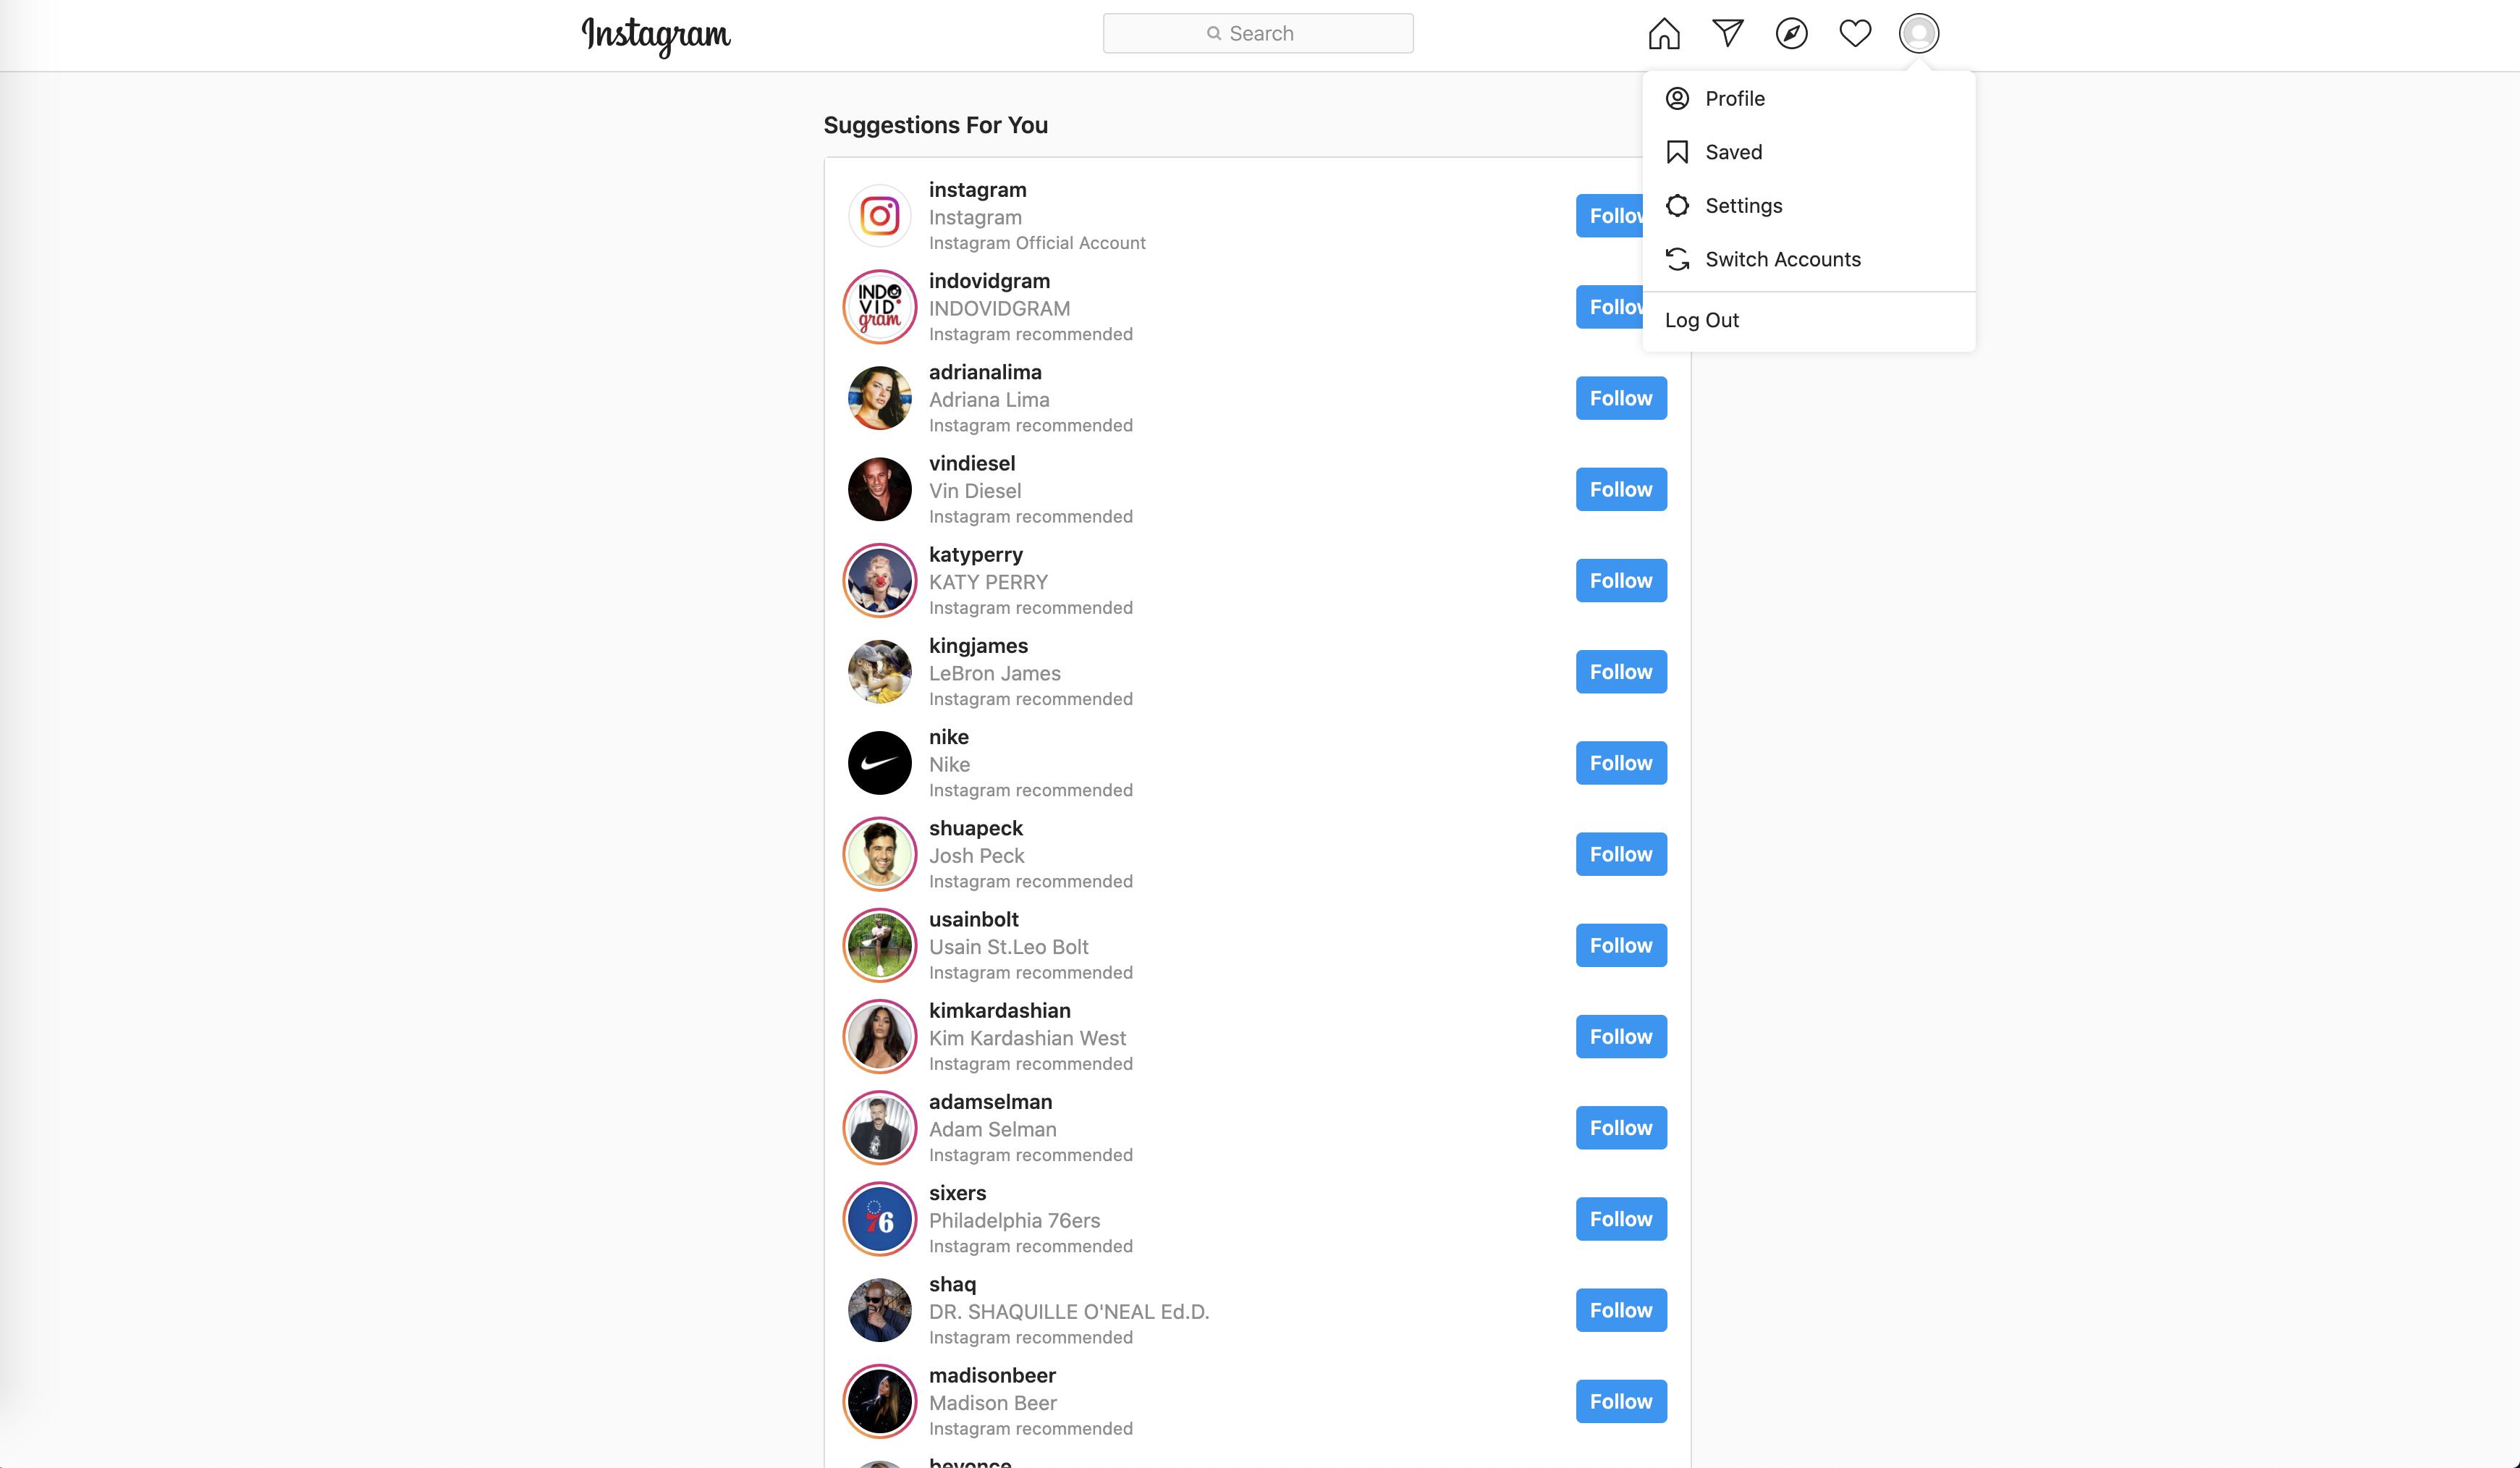 Instagram
Search
Profile
Saved
Settings
Switch Accounts
Log Out
Suggestions For You
instagram
Instagram
Instagram Official Account
Follow
indovidgram
INDOVIDGRAM
Instagram recommended
Follow
INDO
VID
gram
adrianalima
Adriana Lima
Instagram recommended
Follow
vindiesel
Vin Diesel
Instagram recommended
Follow
katyperry
KATY PERRY
Instagram recommended
Follow
kingjames
LeBron James
Instagram recommended
Follow
nike
Nike
Instagram recommended
Follow
shuapeck
Josh Peck
Instagram recommended
Follow
usainbolt
Usain St.Leo Bolt
Instagram recommended
Follow
kimkardashian
Kim Kardashian West
Instagram recommended
Follow
adamselman
Adam Selman
Instagram recommended
Follow
76
sixers
Philadelphia 76ers
Instagram recommended
Follow
shaq
DR. SHAQUILLE O'NEAL Ed.D.
Instagram recommended
Follow
madisonbeer
Madison Beer
Instagram recommended
Follow
beyonce